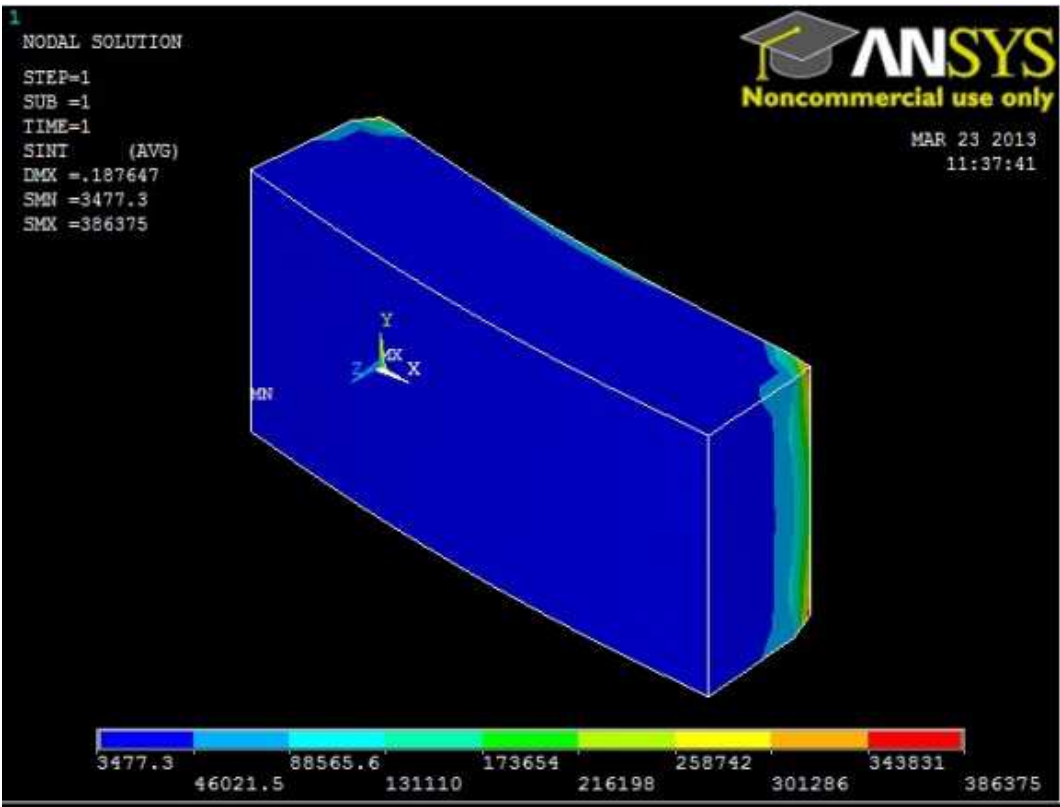 1
NODAL SOLUTION
STEP=1
SUB =1
TIME=1
SINT (AVG)
DMX =.187647
SMN =3477.3
SMX =386375
ANSYS
Noncommercial use only
MAR 23 2013
11:37:41
Y
MX
Z X
MN
3477.3 88565.6 173654 258742 343831
46021.5 131110 216198 301286 386375